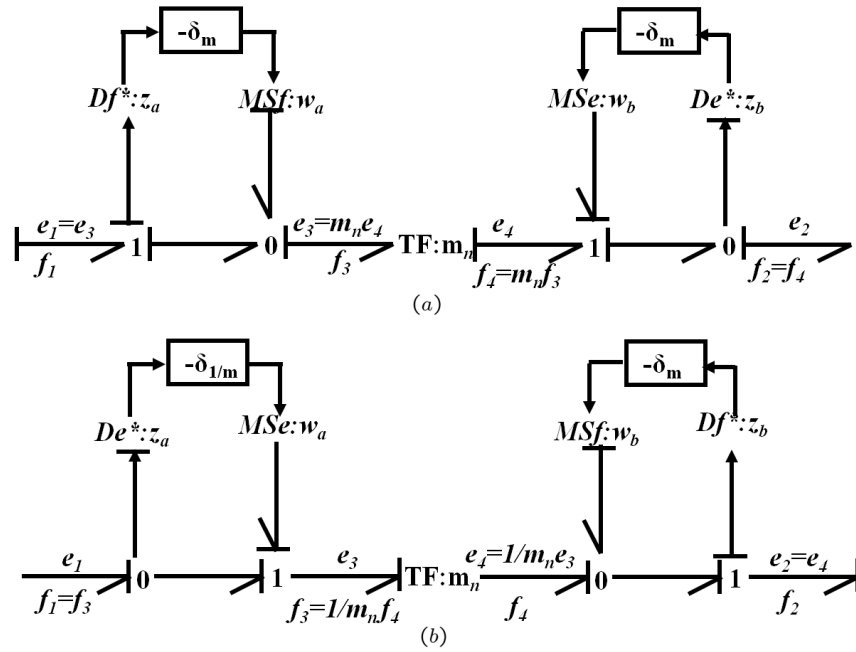 -δm
-δm
Df*:za
MSf:wa
MSe:wb
De*:zb
e1=e3
f1
1
0
e3=mne4
f3
TF:mn
e4
f4=mnf3
1
0
e2
f2=f4
(a)
-δ1/m
-δm
De*:za
MSe:wa
MSf:wb
Df*:zb
e1
f1=f3
0
1
e3
f3=1/mnf4
TF:mn
e4=1/mne3
f4
0
1
e2=e4
f2
(b)